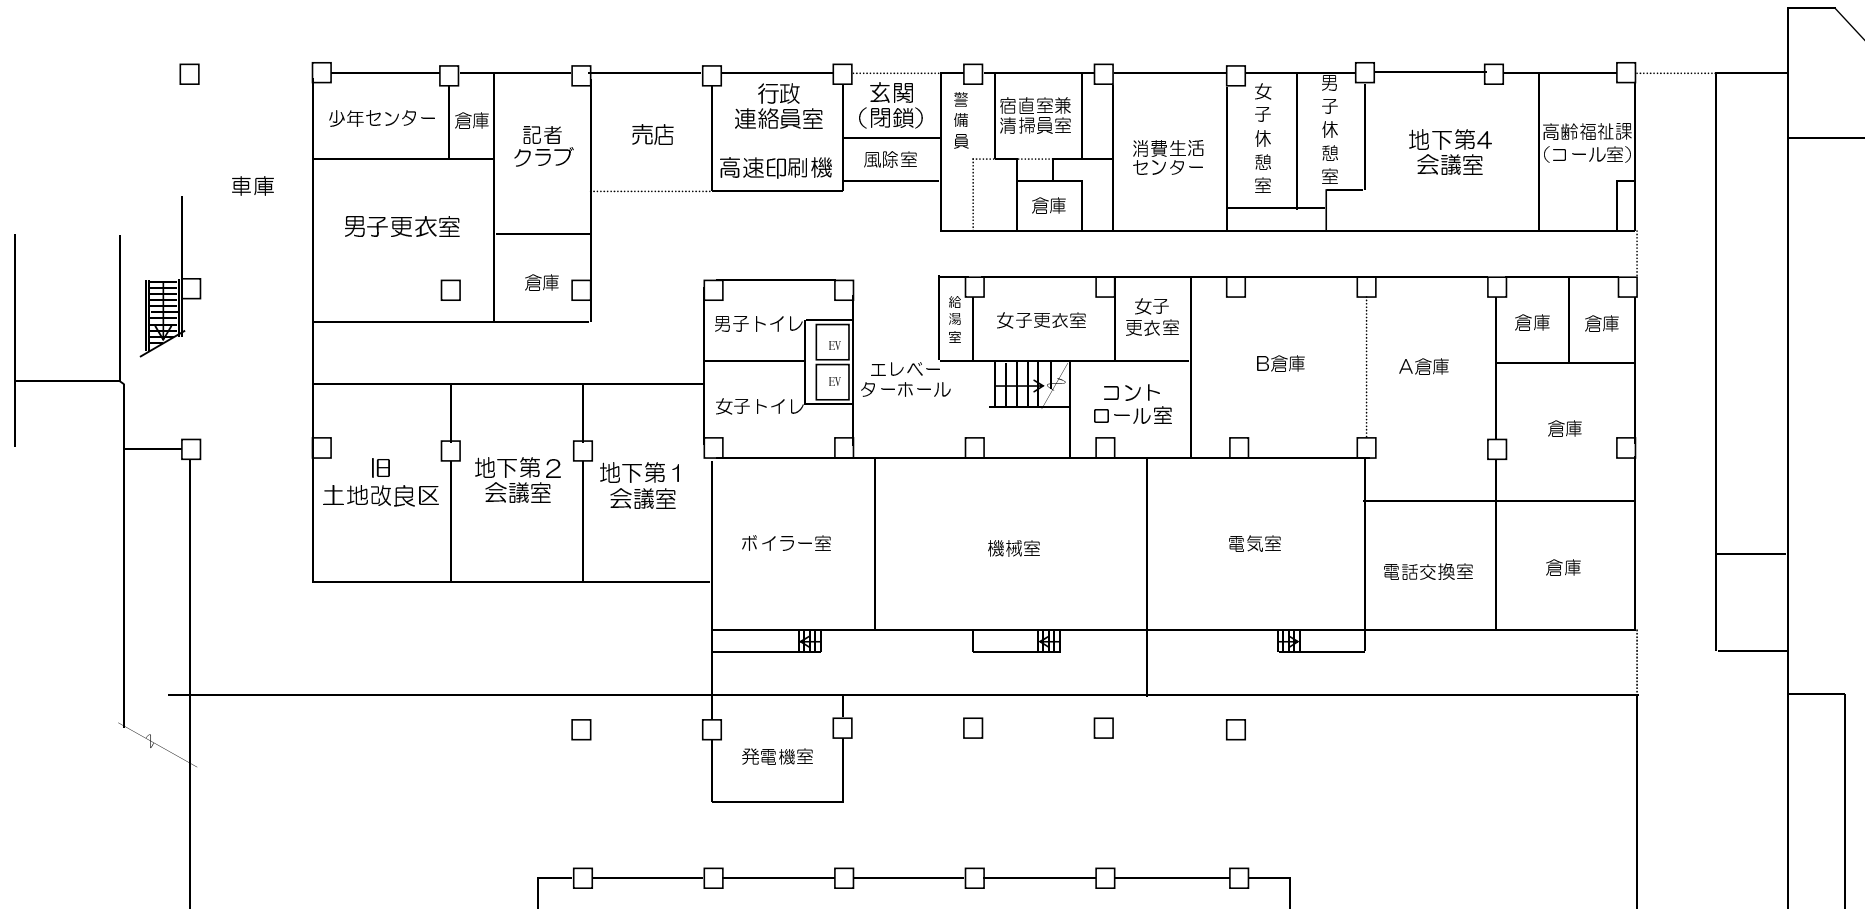 車庫
少年センター
倉庫
記者
クラブ
売店
行政
連絡員室
高速印刷機
玄関
（閉鎖）
風除室
警備員
宿直室兼
清掃員室
倉庫
消費生活
センター
女子休憩室
男子休憩室
地下第4
会議室
高齢福祉課
（コール室）
男子更衣室
倉庫
男子トイレ
EV
EV
女子トイレ
エレベー
ターホール
給湯室
女子更衣室
女子
更衣室
コント
ロール室
B倉庫
A倉庫
倉庫
倉庫
倉庫
旧
土地改良区
地下第２
会議室
地下第１
会議室
ボイラー室
機械室
電気室
電話交換室
倉庫
発電機室